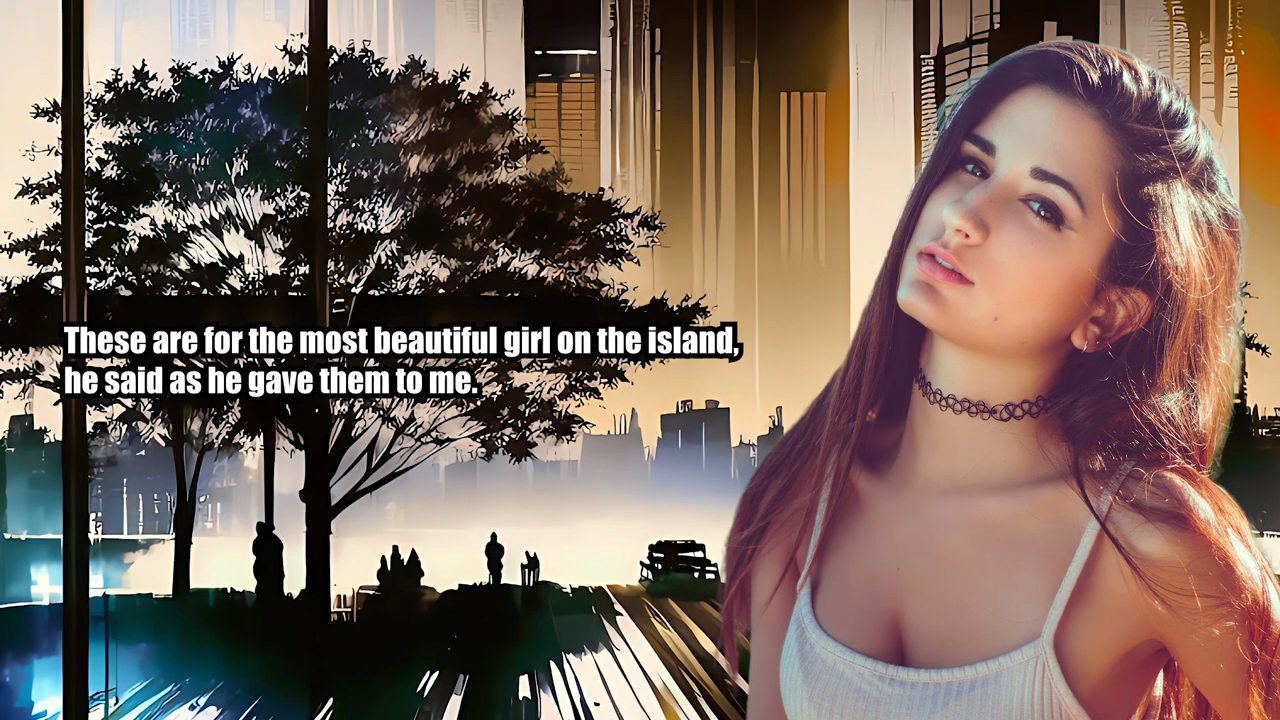 These are for the most beautiful girl on the island,
he said as he gave them to me.